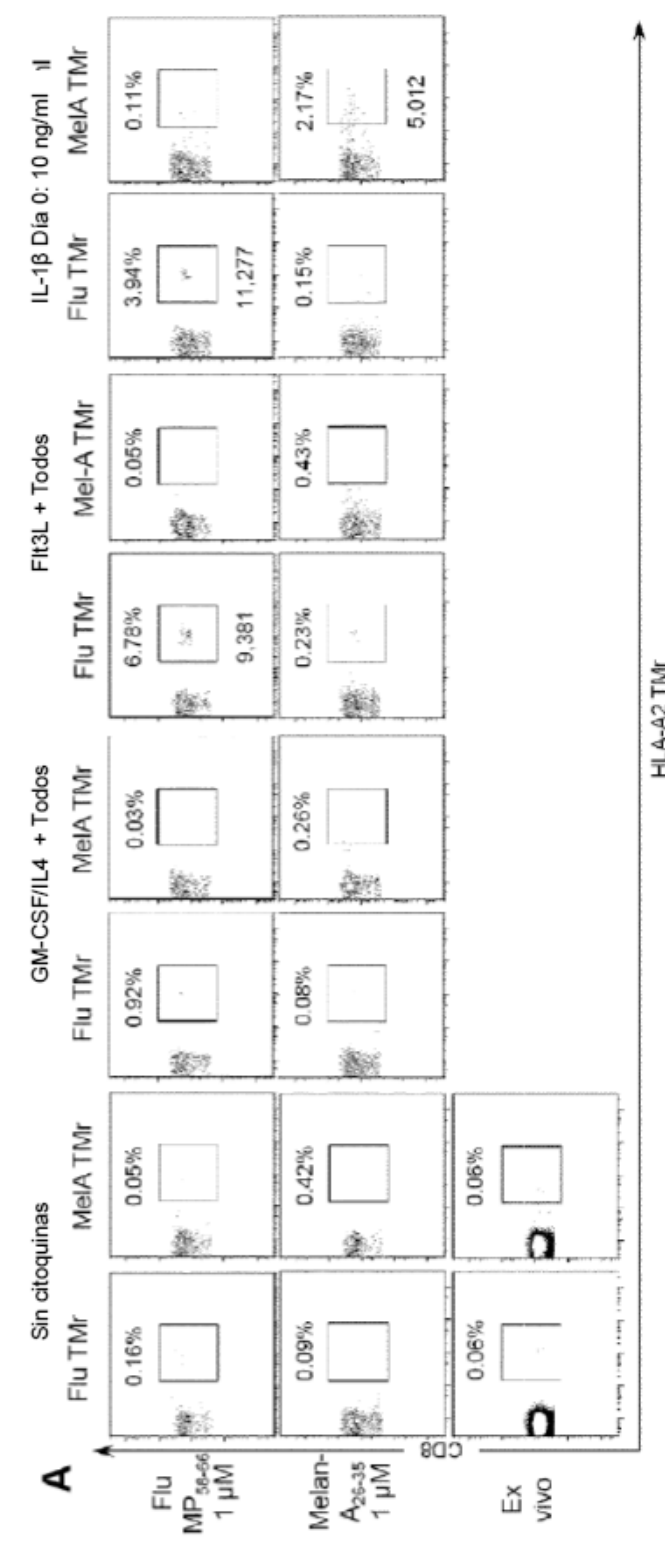 A
Sin citoquinas
GM-CSF/IL4 + Todos
Flt3L + Todos
IL-1β Día 0: 10 ng/ml
Flu TMr
MelA TMr
Flu TMr
MelA TMr
Flu TMr
Mel-A TMr
Flu TMr
MelA TMr
Flu
MP58-66
1 µM
0.16%
0.05%
0.92%
0.03%
6.78%
9,381
0.05%
3.94%
11,277
0.11%
Melan-
A26-35
1 µM
0.09%
0.42%
0.08%
0.26%
0.23%
0.43%
0.15%
2.17%
5,012
Ex
vivo
0.06%
0.06%
CD8
HLA-A2 TMr